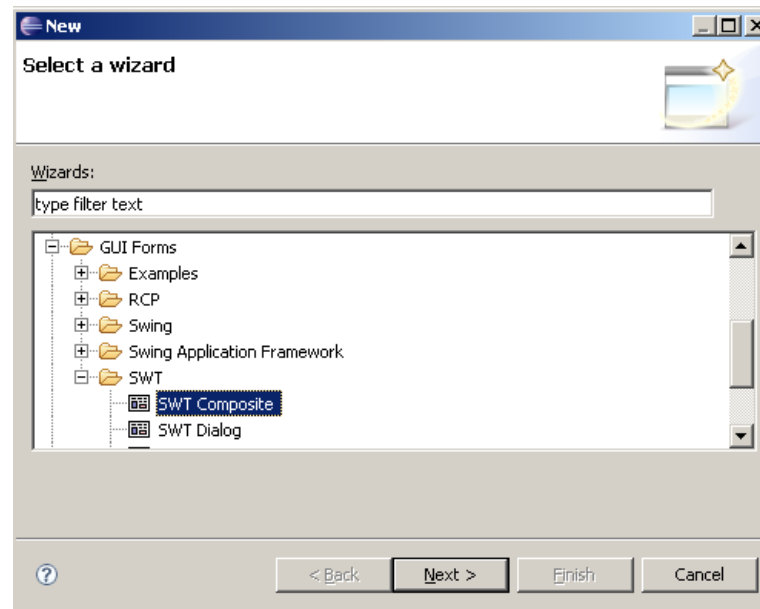 New
Select a wizard
Wizards:
type filter text
GUI Forms
Examples
RCP
Swing
Swing Application Framework
SWT
SWT Composite
SWT Dialog
? < Back Next > Finish Cancel